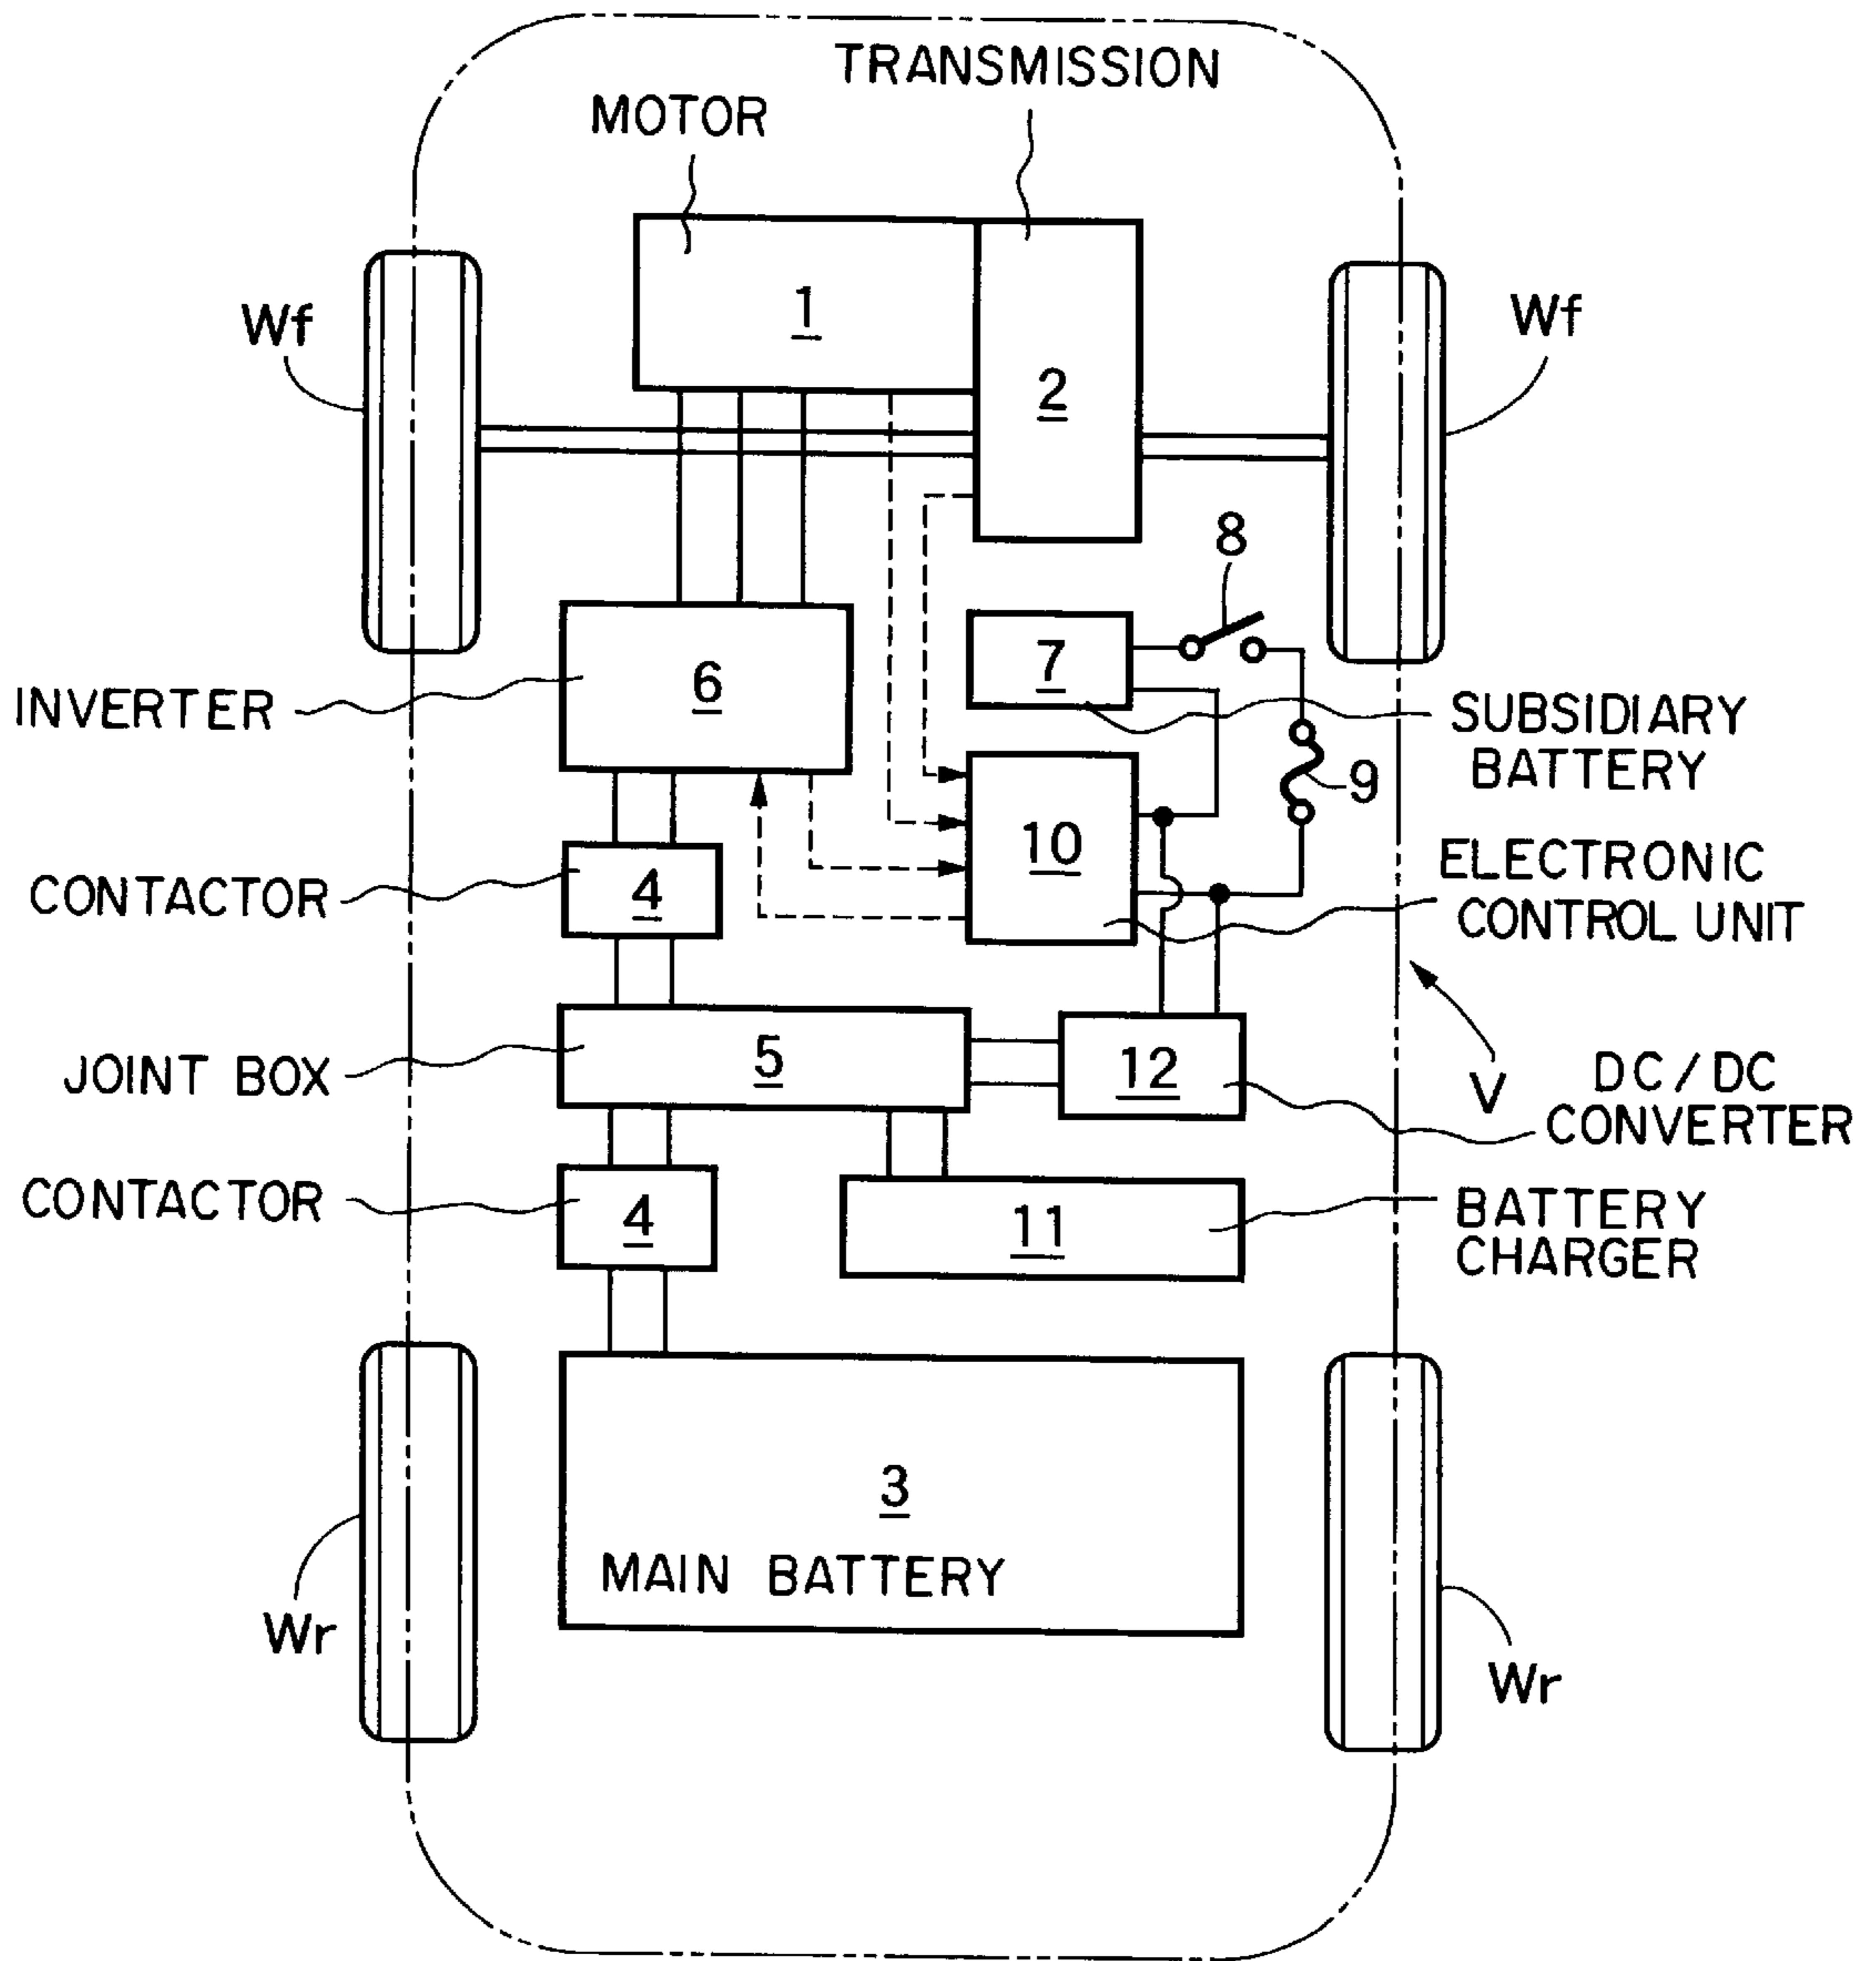 TRANSMISSION
MOTOR
1
Wf
Wf
2
8
7
6
INVERTER
SUBSIDIARY
BATTERY
9
10
ELECTRONIC
CONTROL UNIT
CONTACTOR
4
5
12
JOINT BOX
V
DC/DC
CONVERTER
CONTACTOR
4
11
BATTERY
CHARGER
3
MAIN BATTERY
Wr
Wr